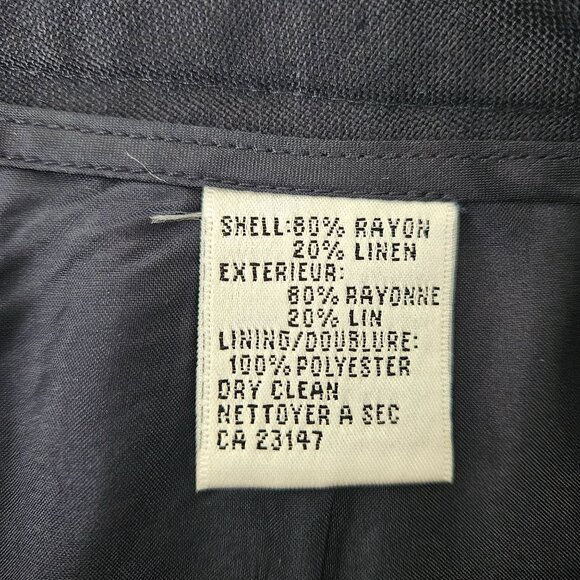 SHELL:80% RAYON
20% LINEN
EXTERIEUR:
80% RAYONNE
20% LIN
LINING/DOUBLURE:
100% POLYESTER
DRY CLEAN
NETTOYER A SEC
CA 23147